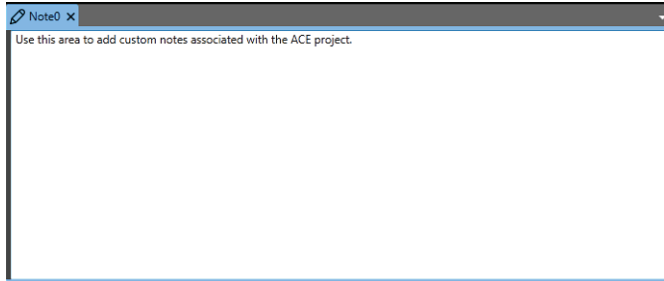 Note0
Use this area to add custom notes associated with the ACE project.